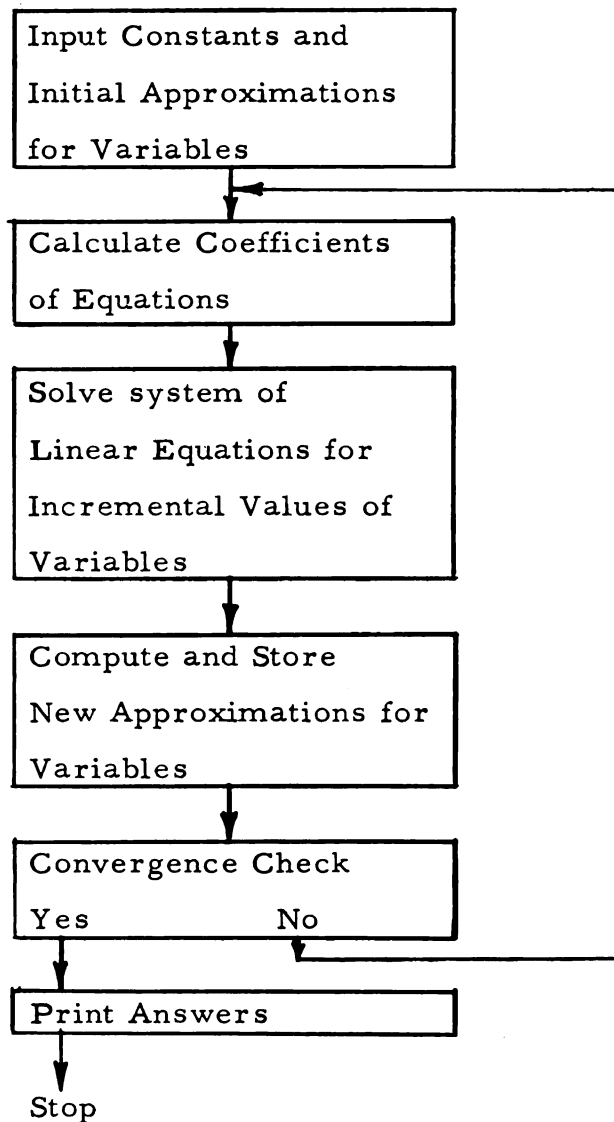 Input Constants and
Initial Approximations
for Variables
Calculate Coefficients
of Equations
Solve system of
Linear Equations for
Incremental Values of
Variables
Compute and Store
New Approximations for
Variables
Convergence Check
Yes No
Print Answers
Stop